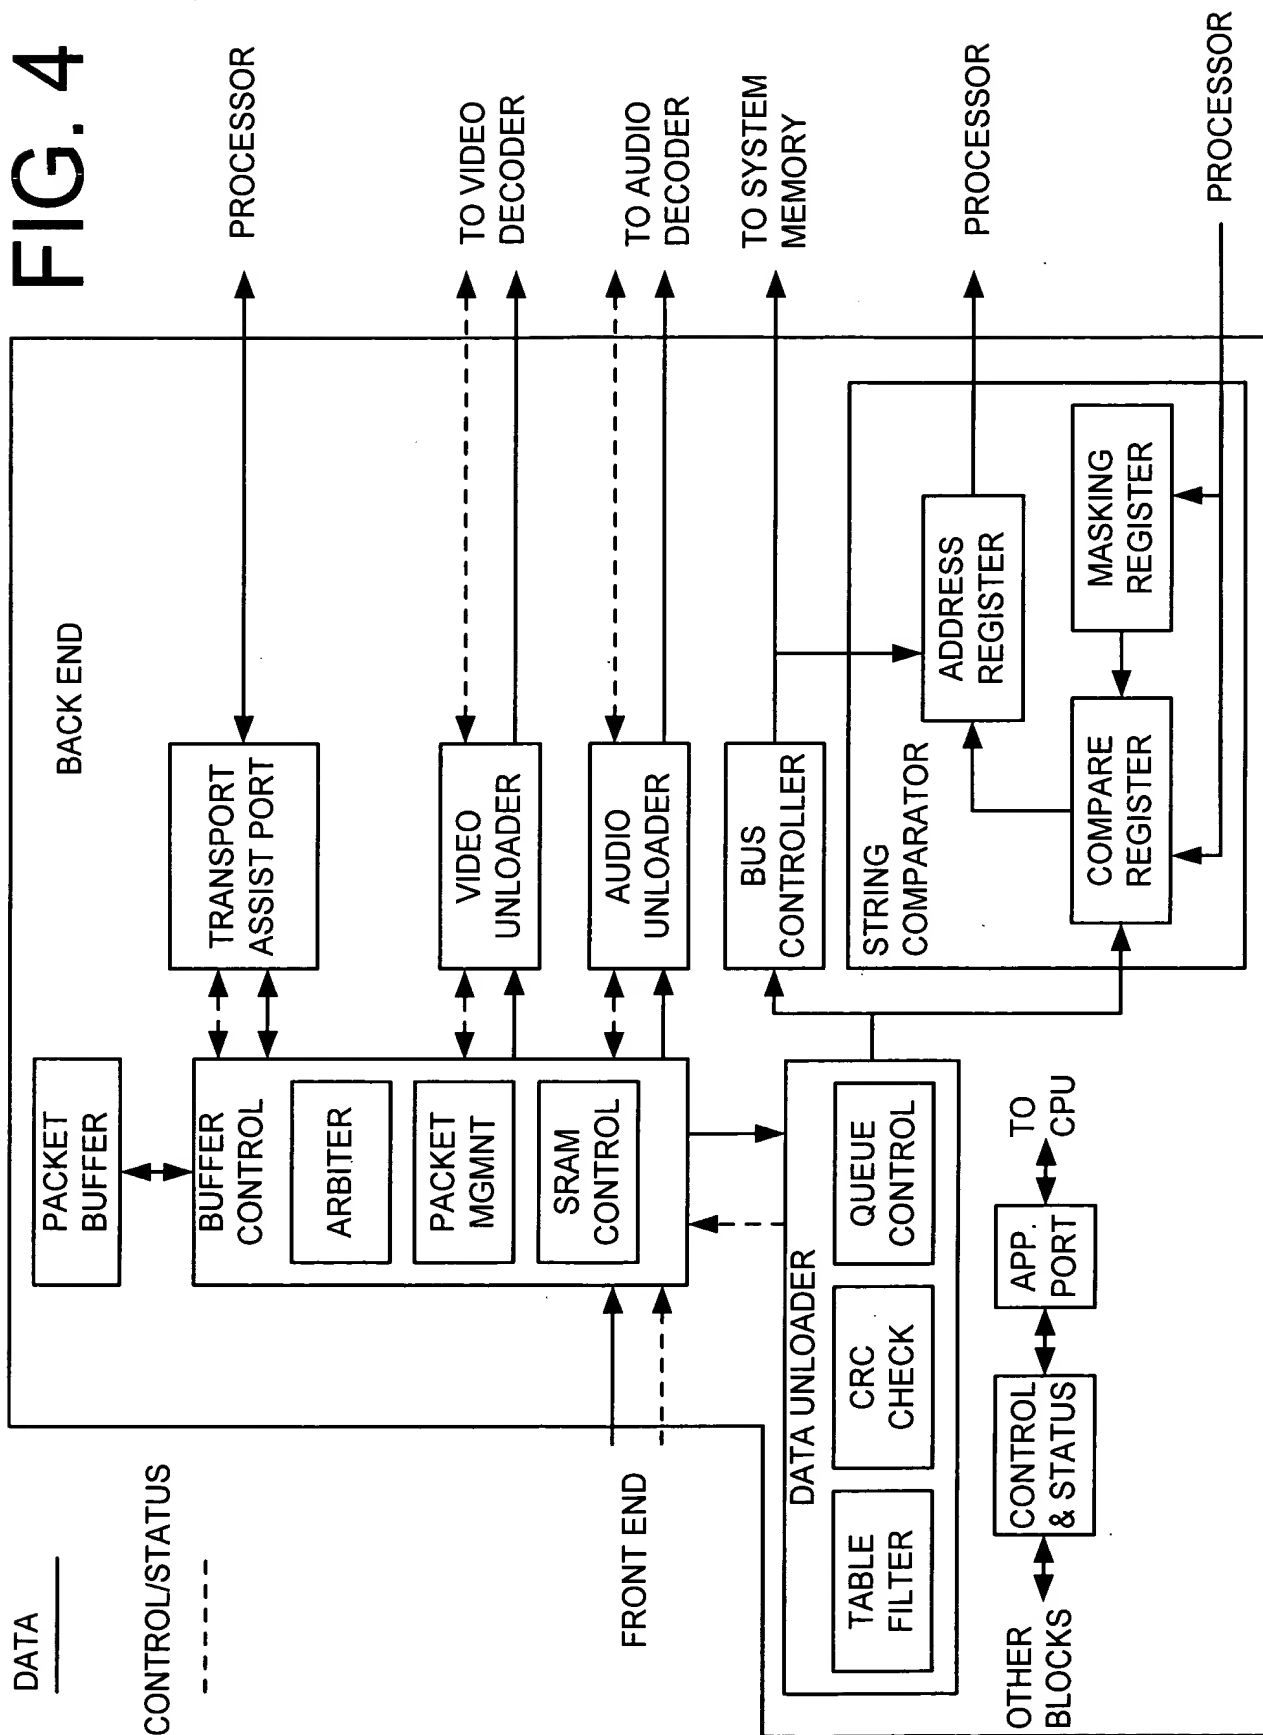 FIG. 4
DATA
CONTROL/STATUS
BACK END
PACKET
BUFFER
BUFFER
CONTROL
ARBITER
PACKET
MGMNT
SRAM
CONTROL
FRONT END
TRANSPORT
ASSIST PORT
PROCESSOR
VIDEO
UNLOADER
TO VIDEO
DECODER
AUDIO
UNLOADER
TO AUDIO
DECODER
BUS
CONTROLLER
TO SYSTEM
MEMORY
DATA UNLOADER
TABLE
FILTER
CRC
CHECK
QUEUE
CONTROL
STRING
COMPARATOR
ADDRESS
REGISTER
PROCESSOR
COMPARE
REGISTER
MASKING
REGISTER
PROCESSOR
OTHER
BLOCKS
CONTROL
& STATUS
APP.
PORT
TO
CPU